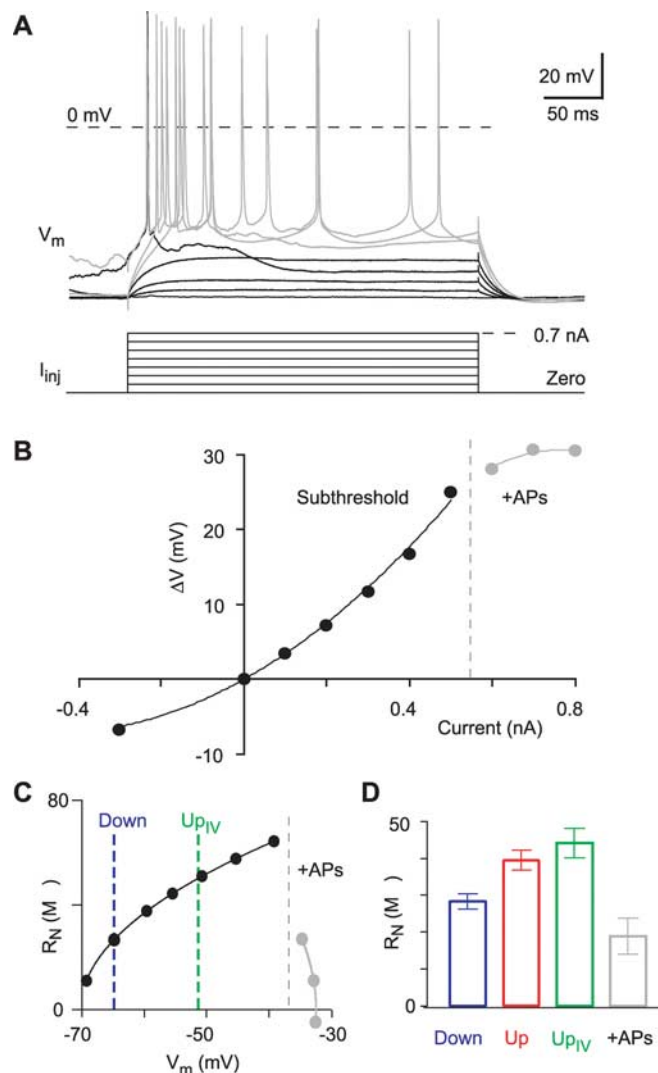 A
20 mV
50 ms
0 mV
Vm
0.7 nA
Iinj
Zero
B
30
Subthreshold
+APs
ΔV (mV)
-0.4
0.4
0.8
Current (nA)
-10
C
D
80
Down
UpIV
+APs
RN (M )
0
-70
-50
-30
Vm (mV)
50
RN (M )
0
Down
Up
UpIV
+APs